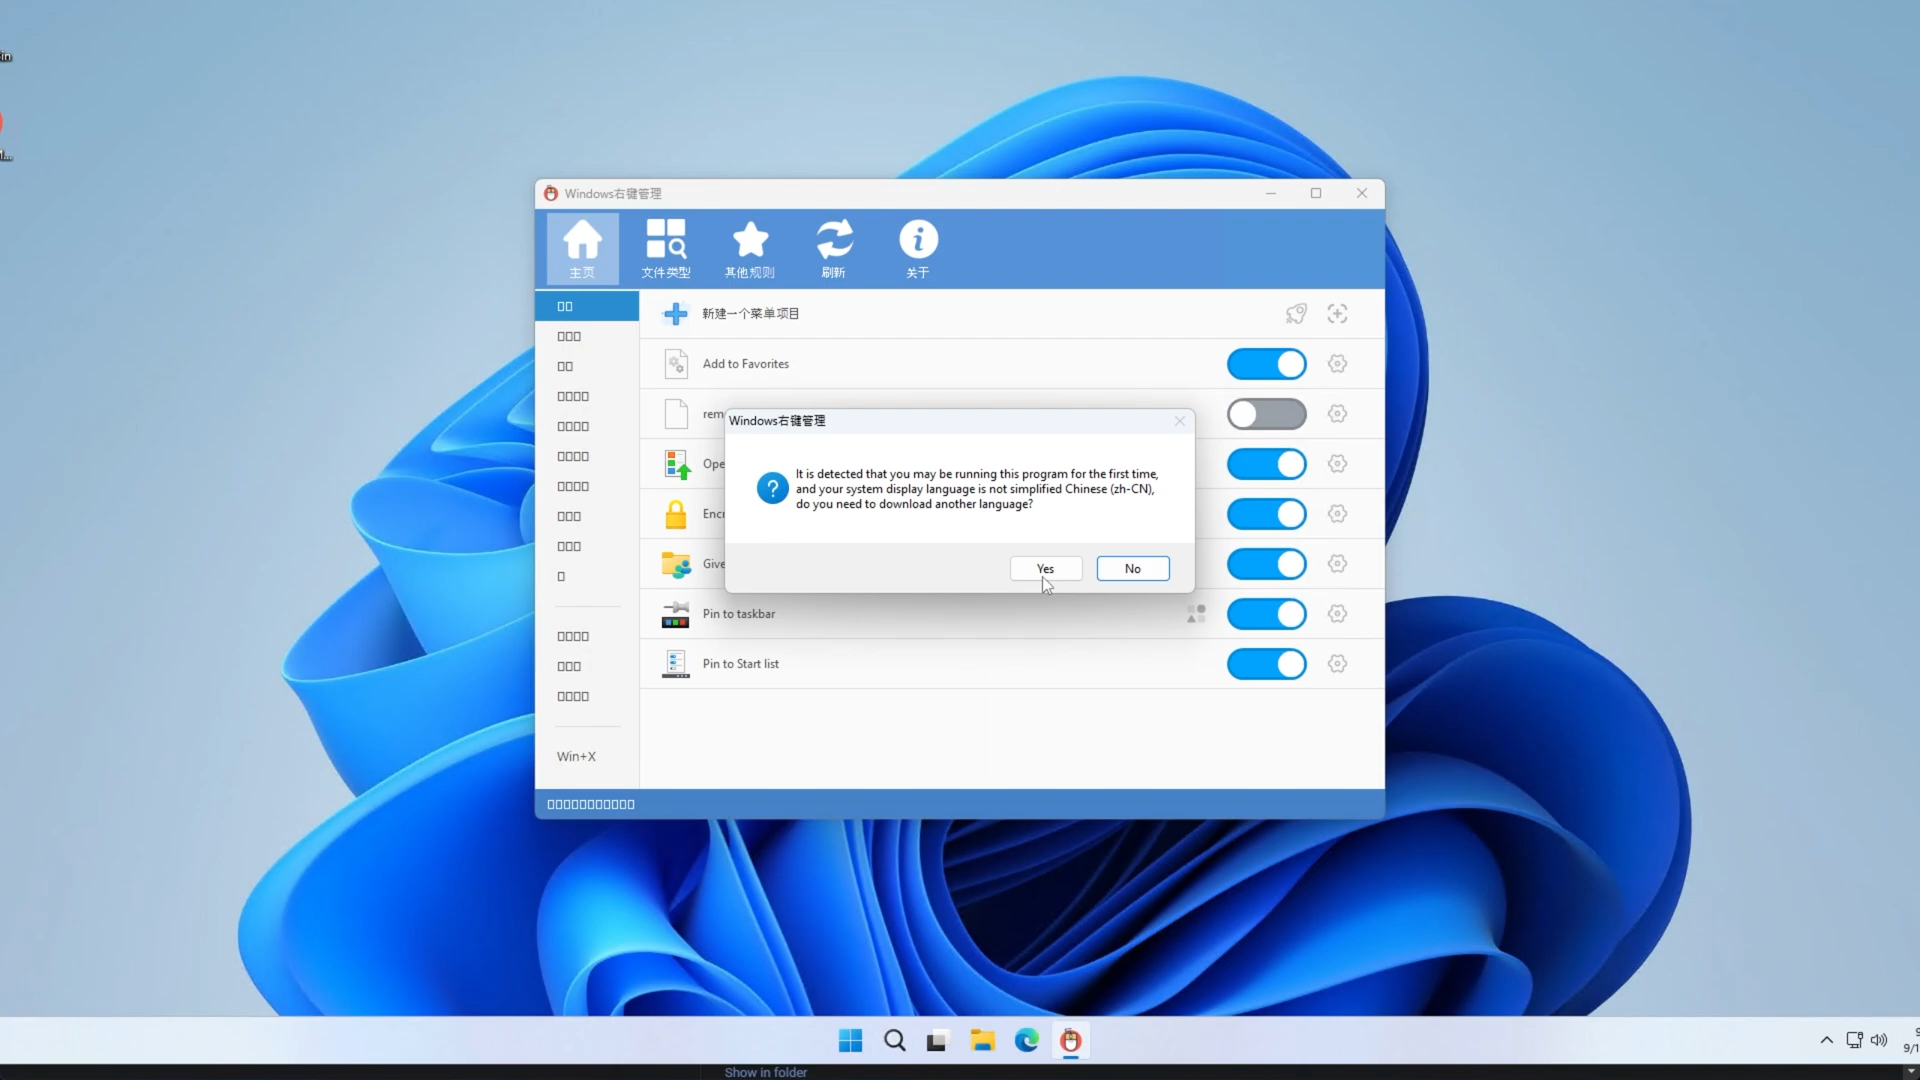 in
Windows右键管理
主页
文件类型
其他规则
刷新
关于
新建一个菜单项目
Add to Favorites
rem
Ope
Encr
Give
Windows右键管理
It is detected that you may be running this program for the first time,
and your system display language is not simplified Chinese (zh-CN),
do you need to download another language?
Yes
No
Pin to taskbar
Pin to Start list
Win+X
9/1
Show in folder